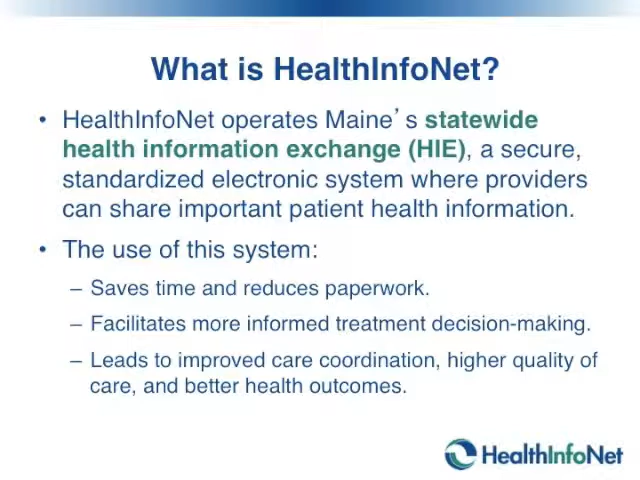 What is HealthInfoNet?
• HealthInfoNet operates Maine’s statewide
health information exchange (HIE), a secure,
standardized electronic system where providers
can share important patient health information.
• The use of this system:
– Saves time and reduces paperwork.
– Facilitates more informed treatment decision-making.
– Leads to improved care coordination, higher quality of
care, and better health outcomes.
HealthInfoNet